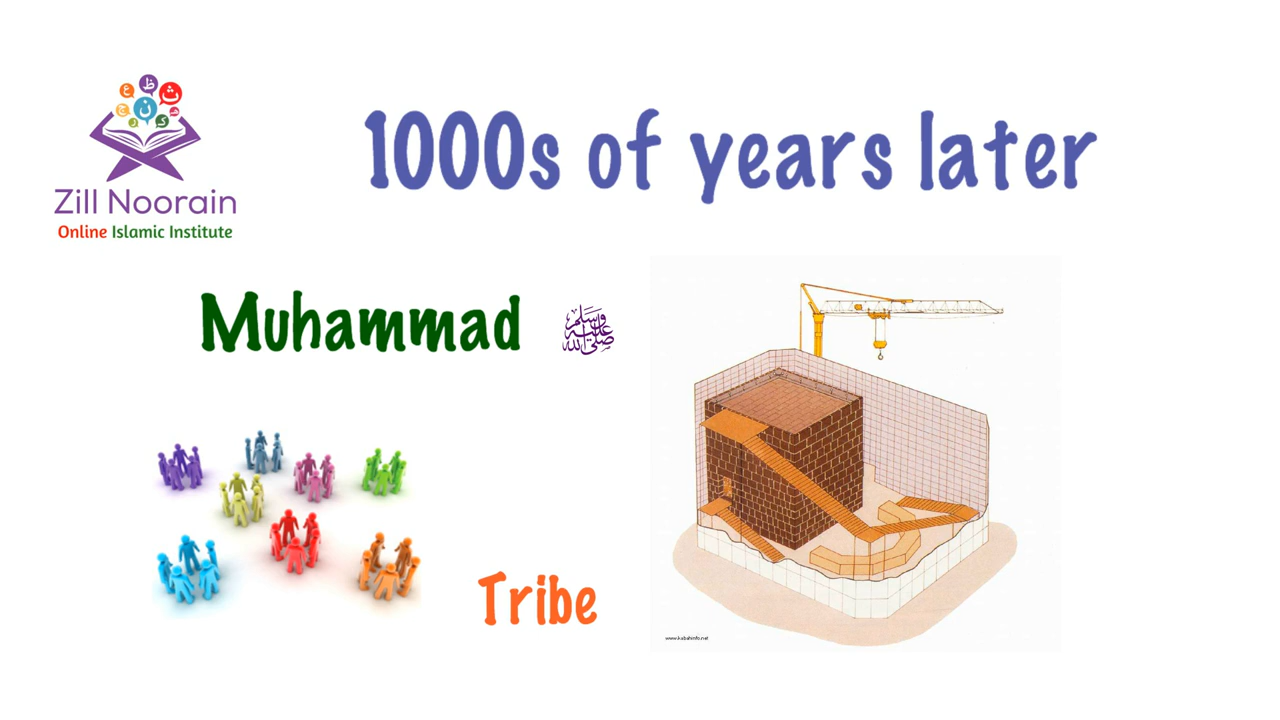 1000s of years later
Zill Noorain
Online Islamic Institute
Muhammad ﷺ
Tribe
www.kabahinfo.net